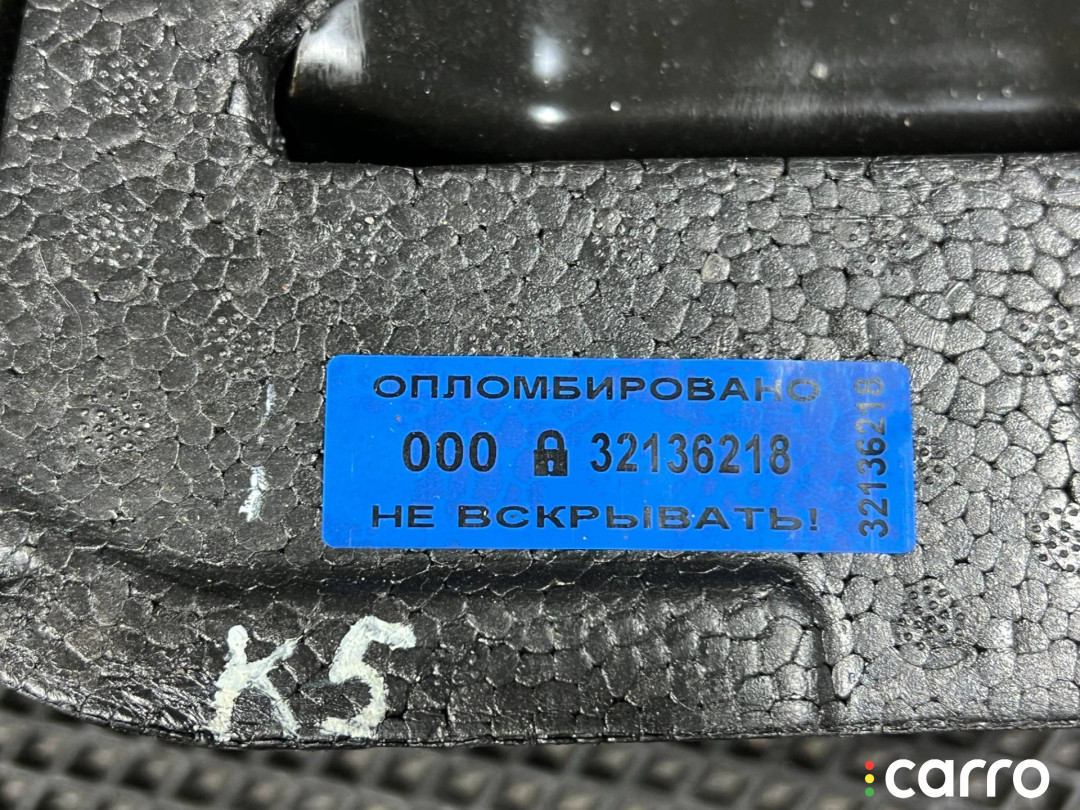 ОПЛОМБИРОВАНО
000 32136218
НЕ ВСКРЫВАТЬ!
32136218
K5
carro